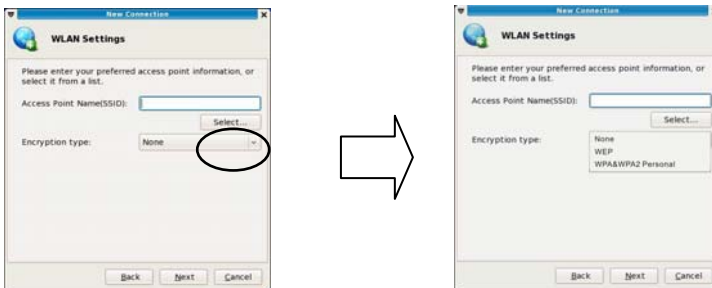 New Connection
WLAN Settings
Please enter your preferred access point information, or
select it from a list.
Access Point Name(SSID):
Select...
Encryption type:
None
Back Next Cancel
New Connection
WLAN Settings
Please enter your preferred access point information, or
select it from a list.
Access Point Name(SSID):
Select...
Encryption type:
None
WEP
WPA&WPA2 Personal
Back Next Cancel